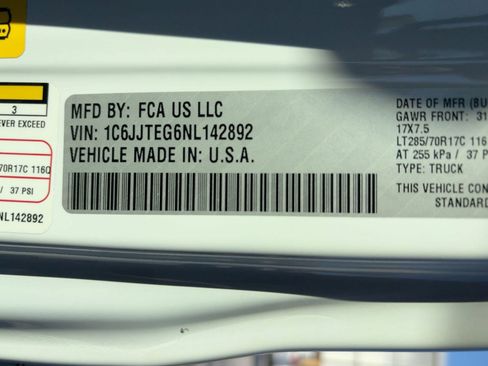 3
EVER EXCEED
/70R17C 116Q
/ 37 PSI
NL142892
MFD BY: FCA US LLC
VIN: 1C6JJTEG6NL142892
VEHICLE MADE IN: U.S.A.
DATE OF MFR (BU
GAWR FRONT: 31
17X7.5
LT285/70R17C 116
AT 255 kPa / 37 P
TYPE: TRUCK
THIS VEHICLE CON
STANDARD